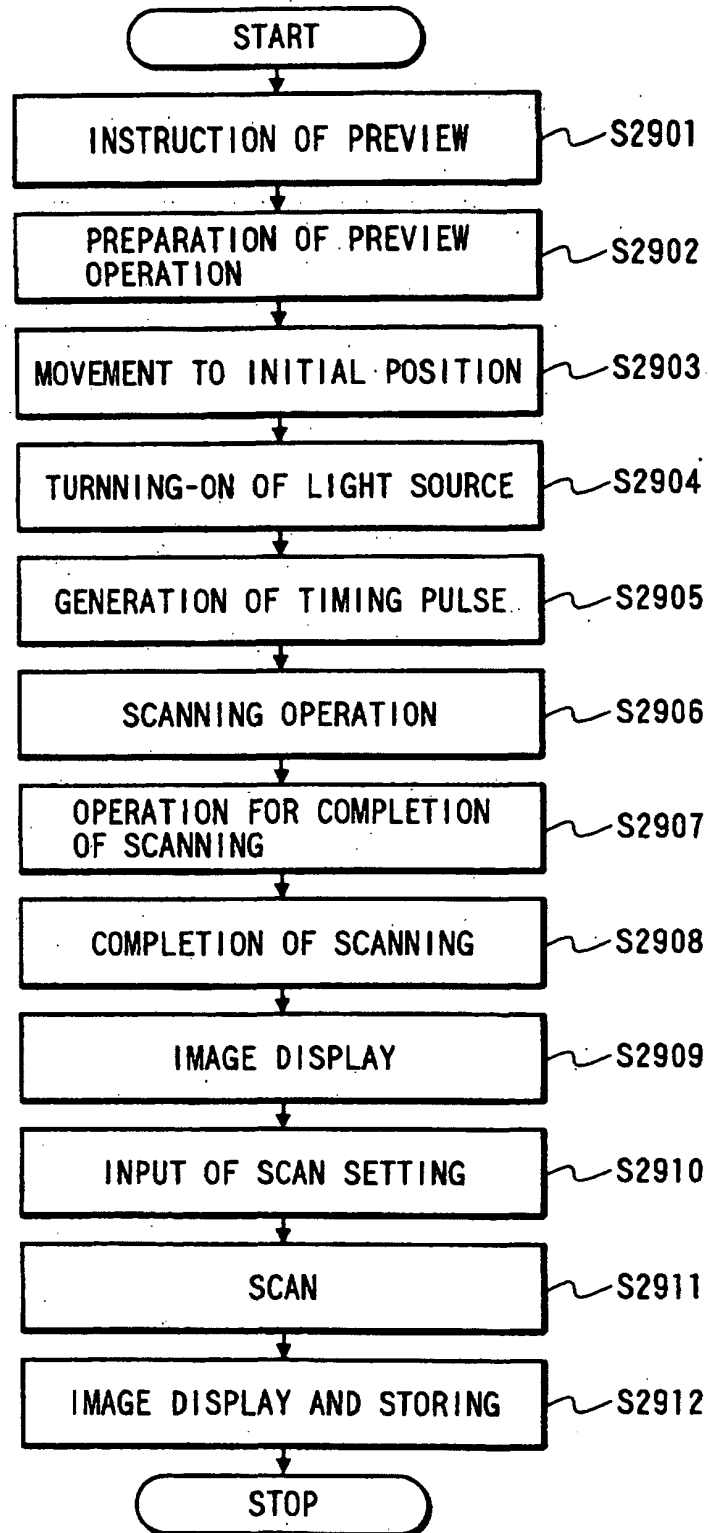 START
INSTRUCTION OF PREVIEW
S2901
PREPARATION OF PREVIEW
OPERATION
S2902
MOVEMENT TO INITIAL POSITION
S2903
TURNNING-ON OF LIGHT SOURCE
S2904
GENERATION OF TIMING PULSE
S2905
SCANNING OPERATION
S2906
OPERATION FOR COMPLETION
OF SCANNING
S2907
COMPLETION OF SCANNING
S2908
IMAGE DISPLAY
S2909
INPUT OF SCAN SETTING
S2910
SCAN
S2911
IMAGE DISPLAY AND STORING
S2912
STOP